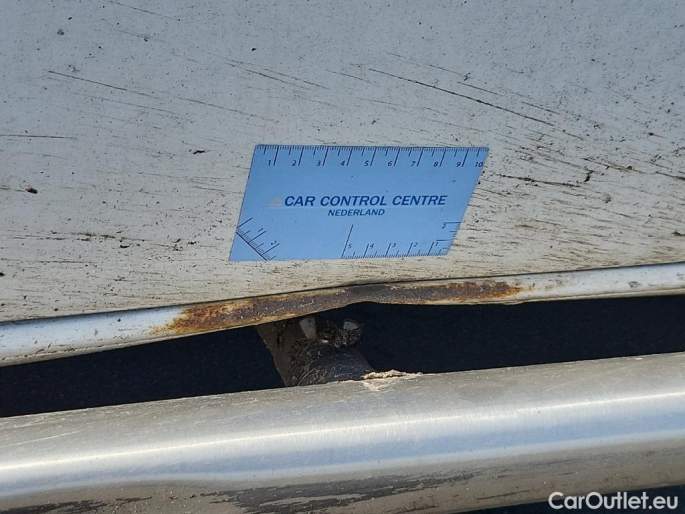 1 2 3 4 5 6 7 8 9 10
CAR CONTROL CENTRE
NEDERLAND
CarOutlet.eu